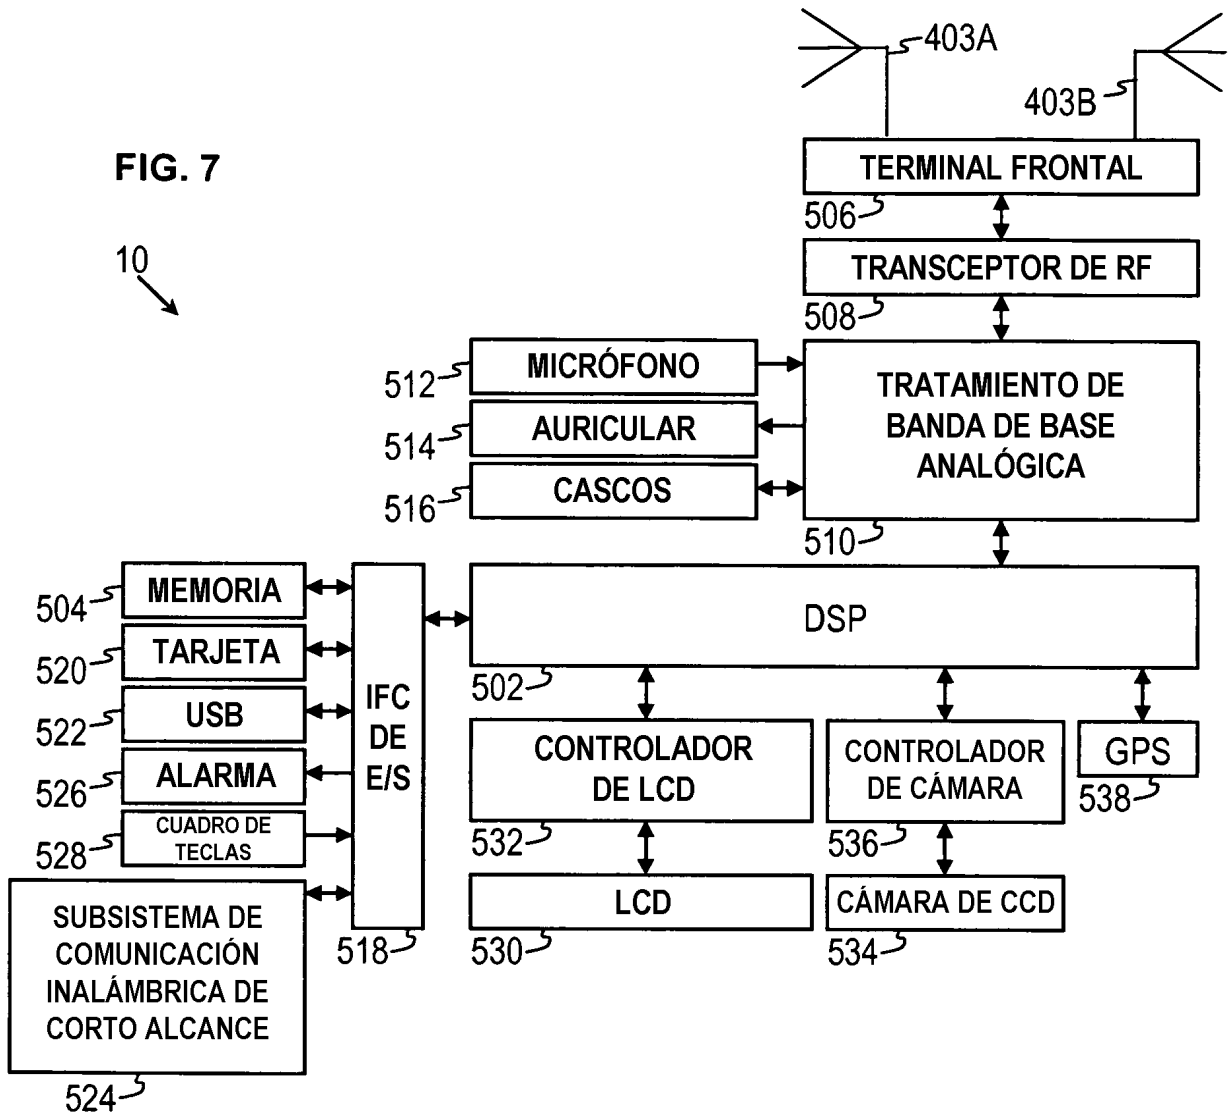 403A
403B
FIG. 7
10
TERMINAL FRONTAL
506
TRANSCEPTOR DE RF
508
512
MICRÓFONO
514
AURICULAR
516
CASCOS
TRATAMIENTO DE
BANDA DE BASE
ANALÓGICA
510
504
MEMORIA
520
TARJETA
522
USB
526
ALARMA
528
CUADRO DE
TECLAS
SUBSISTEMA DE
COMUNICACIÓN
INALÁMBRICA DE
CORTO ALCANCE
524
IFC
DE
E/S
518
DSP
502
CONTROLADOR
DE LCD
532
LCD
530
CONTROLADOR
DE CÁMARA
536
CÁMARA DE CCD
534
GPS
538